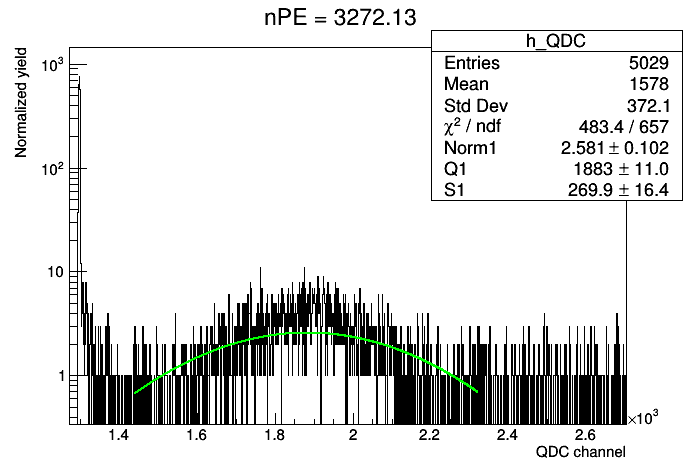 nPE = 3272.13
h_QDC
Entries 5029
Mean 1578
Std Dev 372.1
χ² / ndf 483.4 / 657
Norm1 2.581 ± 0.102
Q1 1883 ± 11.0
S1 269.9 ± 16.4
Normalized yield
10³
10²
10
1
1.4 1.6 1.8 2 2.2 2.4 2.6
×10³
QDC channel